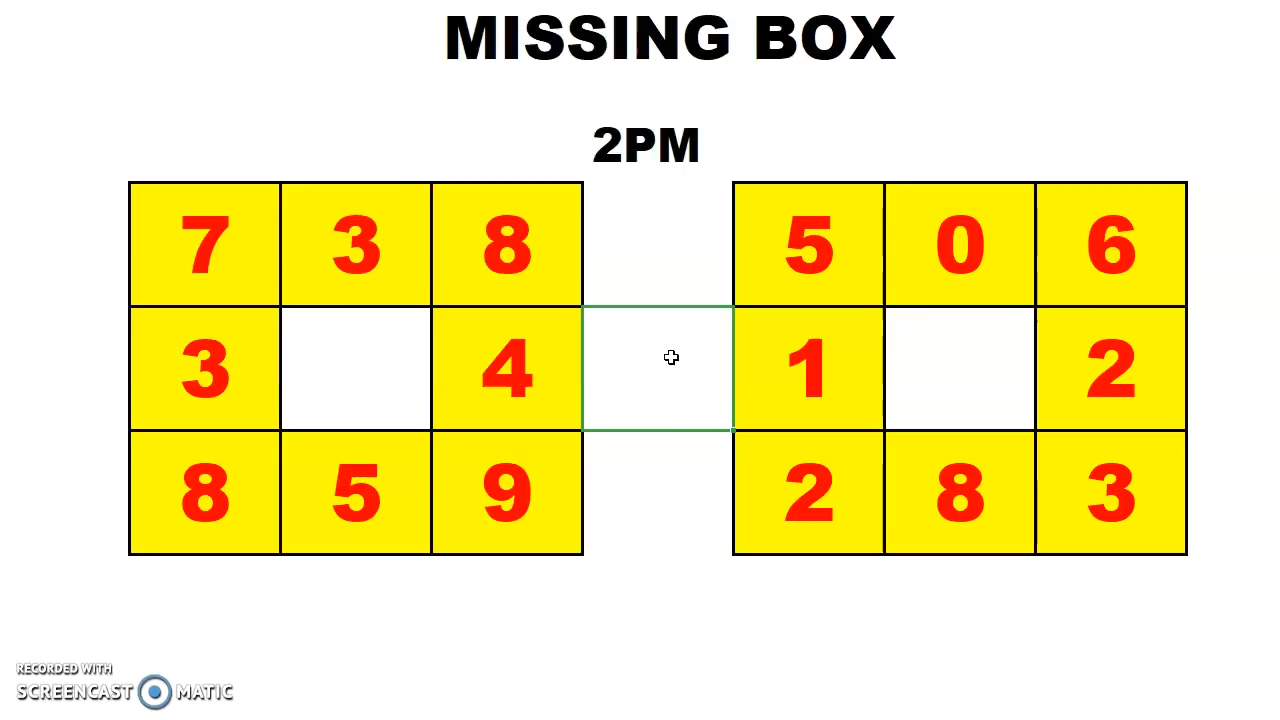 MISSING BOX
2PM
7 3 8 5 0 6
3 4 1 2
8 5 9 2 8 3
RECORDED WITH
SCREENCAST MATIC